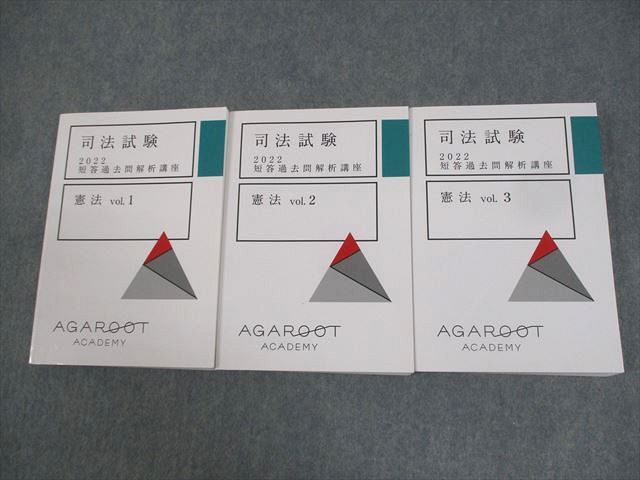 司法試験
2022
短答過去問解析講座
憲法 vol. 1
AGAROOT
ACADEMY
司法試験
2022
短答過去問解析講座
憲法 vol. 2
AGAROOT
ACADEMY
司法試験
2022
短答過去問解析講座
憲法 vol. 3
AGAROOT
ACADEMY